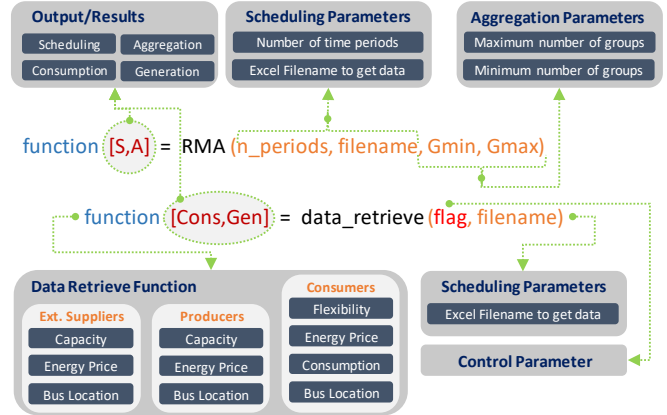 Output/Results
Scheduling
Aggregation
Consumption
Generation
Scheduling Parameters
Number of time periods
Excel Filename to get data
Aggregation Parameters
Maximum number of groups
Minimum number of groups
function [S,A] = RMA (n_periods, filename, Gmin, Gmax)
function [Cons,Gen] = data_retrieve (flag, filename)
Data Retrieve Function
Ext. Suppliers
Capacity
Energy Price
Bus Location
Producers
Capacity
Energy Price
Bus Location
Consumers
Flexibility
Energy Price
Consumption
Bus Location
Scheduling Parameters
Excel Filename to get data
Control Parameter